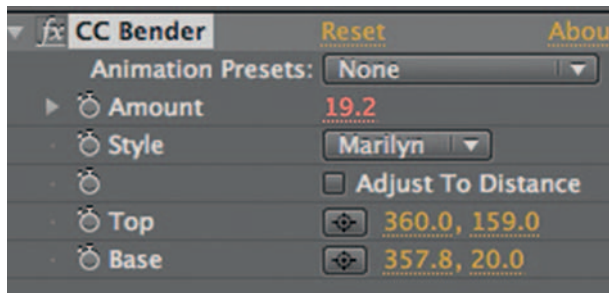 fx CC Bender Reset Abou
Animation Presets: None
Amount 19.2
Style Marilyn
Adjust To Distance
Top 360.0, 159.0
Base 357.8, 20.0